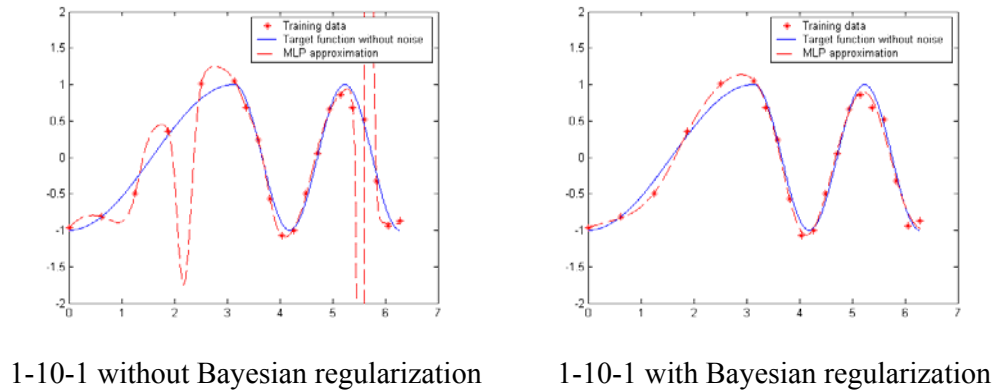 Training data
Target function without noise
MLP approximation
2
1.5
1
0.5
0
-0.5
-1
-1.5
-2
0 1 2 3 4 5 6 7
1-10-1 without Bayesian regularization
Training data
Target function without noise
MLP approximation
2
1.5
1
0.5
0
-0.5
-1
-1.5
-2
0 1 2 3 4 5 6 7
1-10-1 with Bayesian regularization